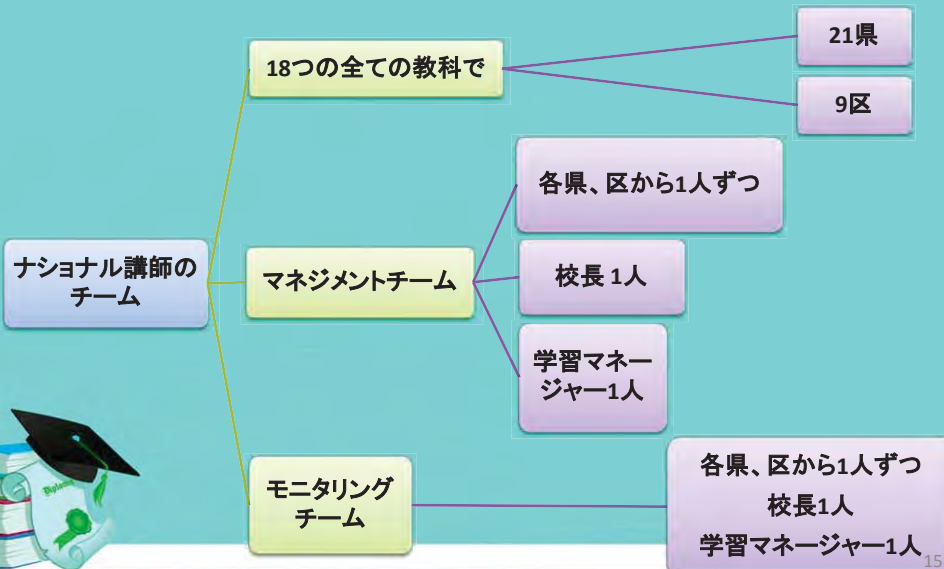 18つの全ての教科で
21県
9区
各県、区から1人ずつ
ナショナル講師の
チーム
マネジメントチーム
校長 1人
学習マネー
ジャー1人
モニタリング
チーム
各県、区から1人ずつ
校長1人
学習マネージャー1人
Diploma
15